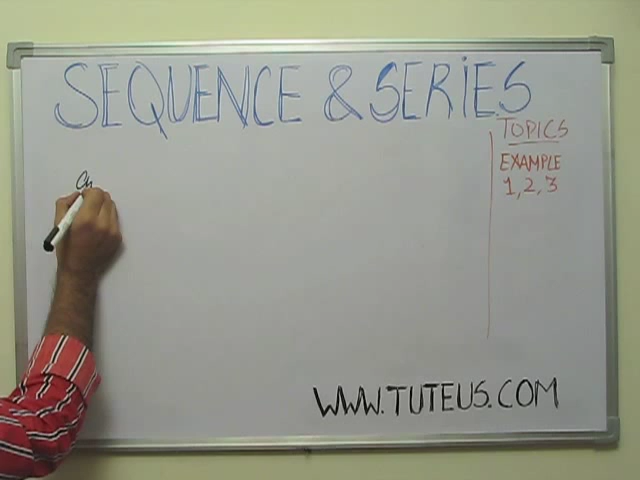 SEQUENCE & SERIES
TOPICS
EXAMPLE
1, 2, 3
WWW.TUTEUS.COM